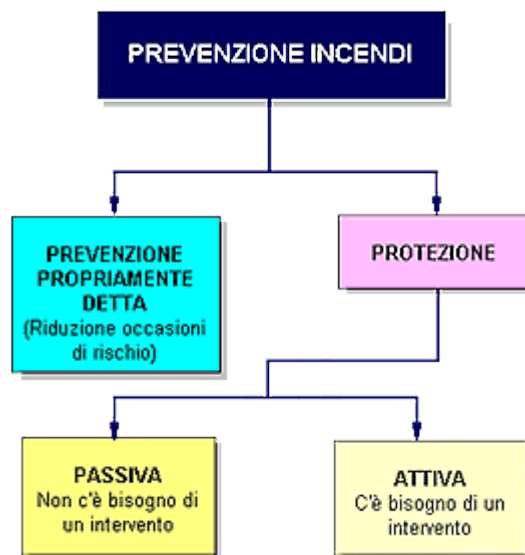 PREVENZIONE INCENDI
PREVENZIONE
PROPRIAMENTE
DETTA
(Riduzione occasioni
di rischio)
PROTEZIONE
PASSIVA
Non c'è bisogno di
un intervento
ATTIVA
C'è bisogno di un
intervento